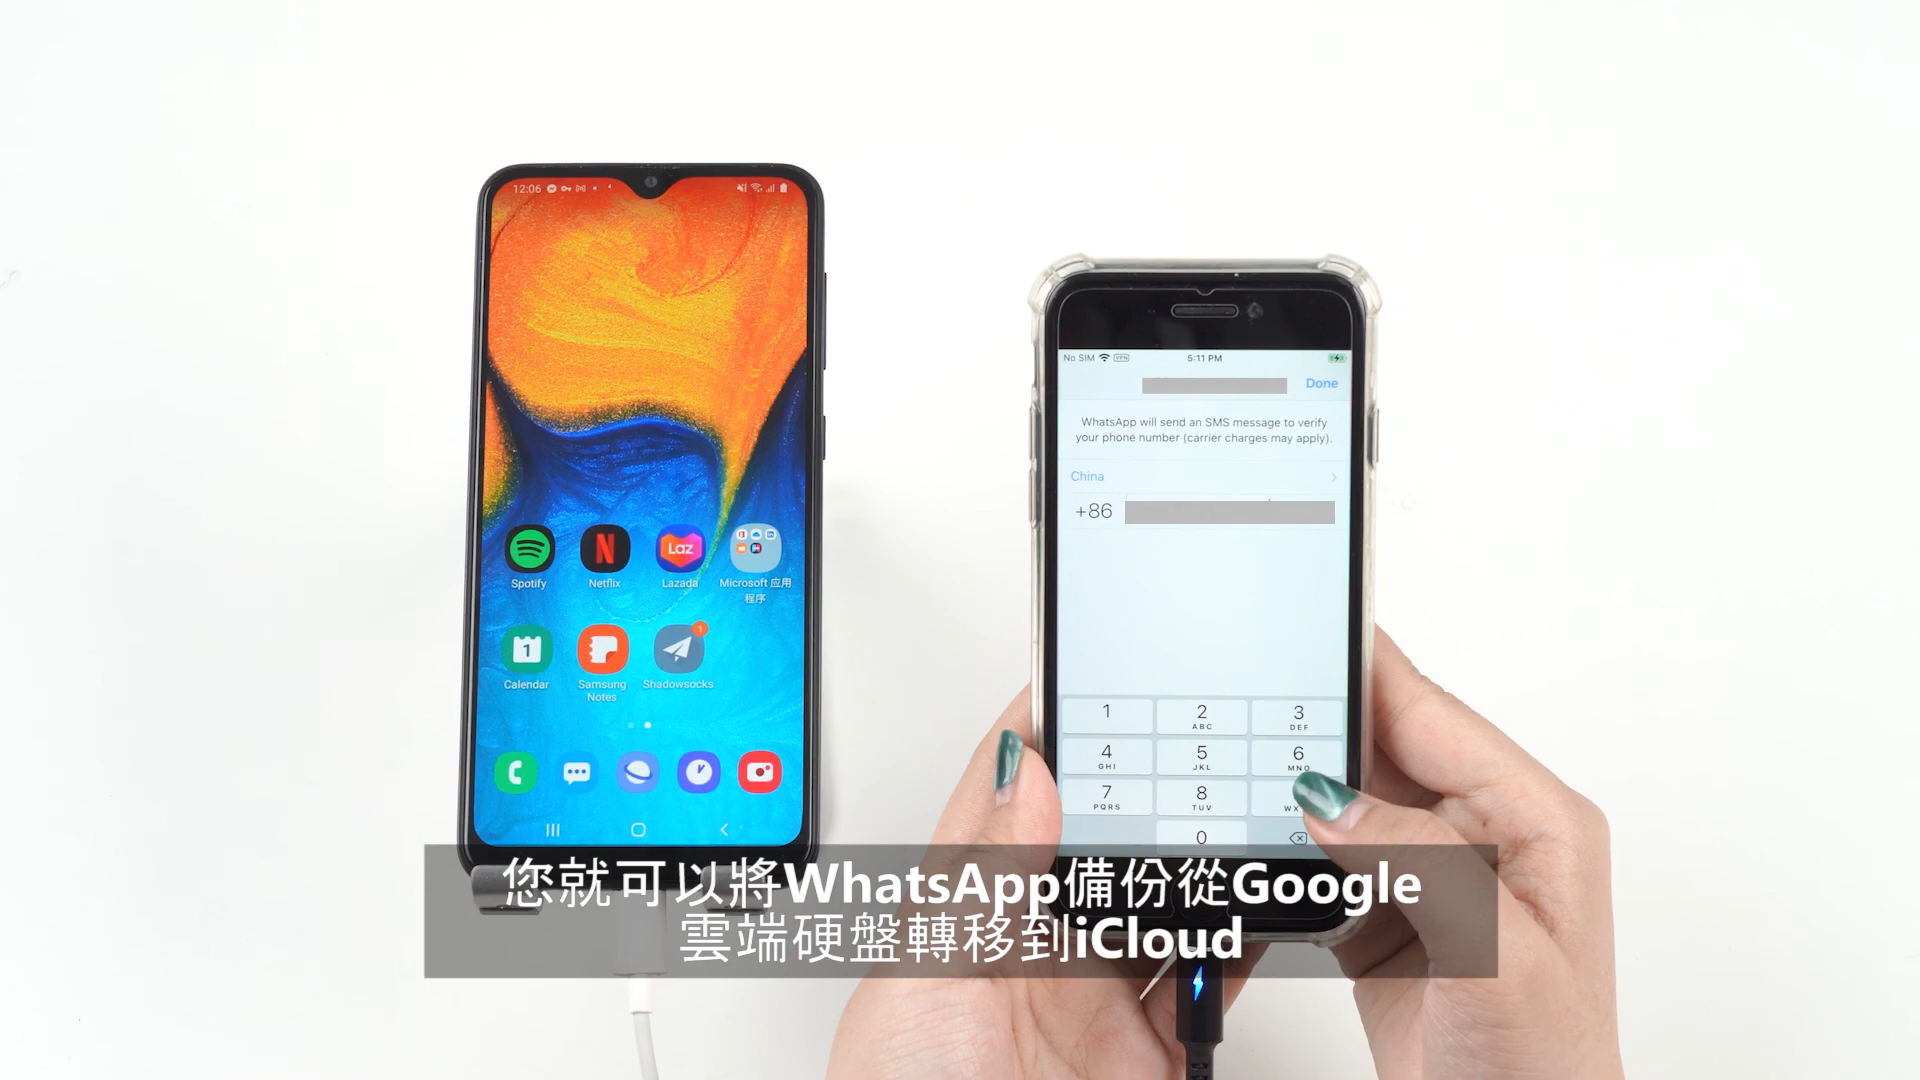 12:06
Spotify
Netflix
Laz
Lazada
Microsoft 应用
程序
1
Calendar
Samsung
Notes
1
Shadowsocks
No SIM
VPN
5:11 PM
Done
WhatsApp will send an SMS message to verify
your phone number (carrier charges may apply).
China
+86
1
2
ABC
3
DEF
4
GHI
5
JKL
6
MNO
7
PQRS
8
TUV
WX
0
您就可以將WhatsApp備份從Google
雲端硬盤轉移到iCloud